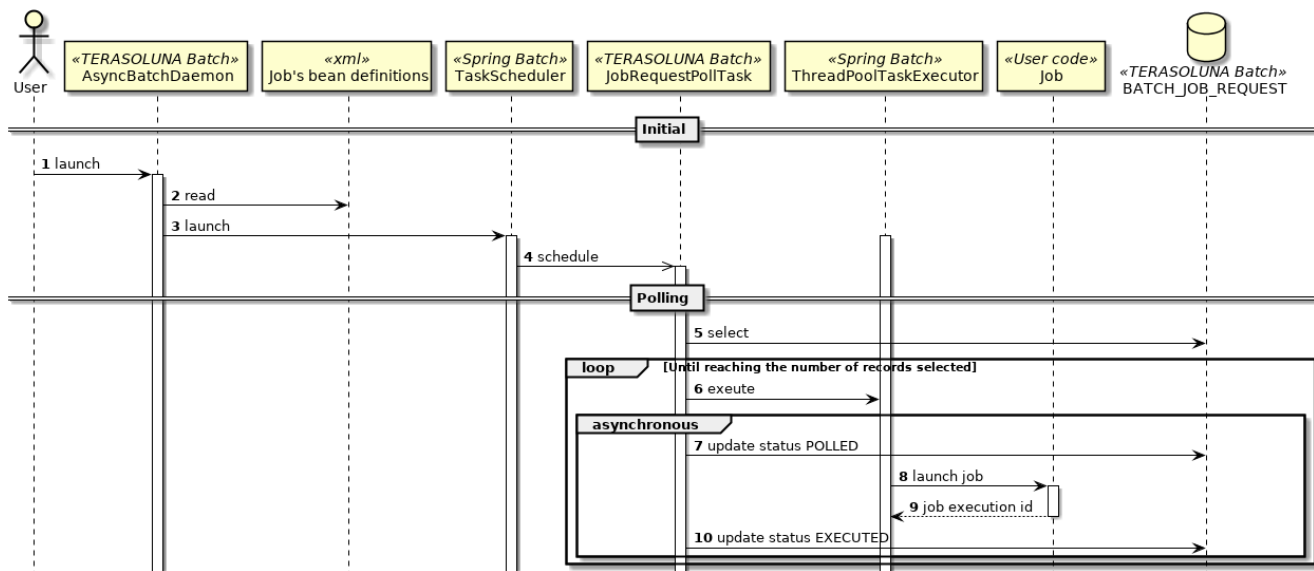 User
«TERASOLUNA Batch»
AsyncBatchDaemon
«xml»
Job's bean definitions
«Spring Batch»
TaskScheduler
«TERASOLUNA Batch»
JobRequestPollTask
«Spring Batch»
ThreadPoolTaskExecutor
«User code»
Job
«TERASOLUNA Batch»
BATCH_JOB_REQUEST
Initial
1 launch
2 read
3 launch
4 schedule
Polling
5 select
loop [Until reaching the number of records selected]
6 exeute
asynchronous
7 update status POLLED
8 launch job
9 job execution id
10 update status EXECUTED